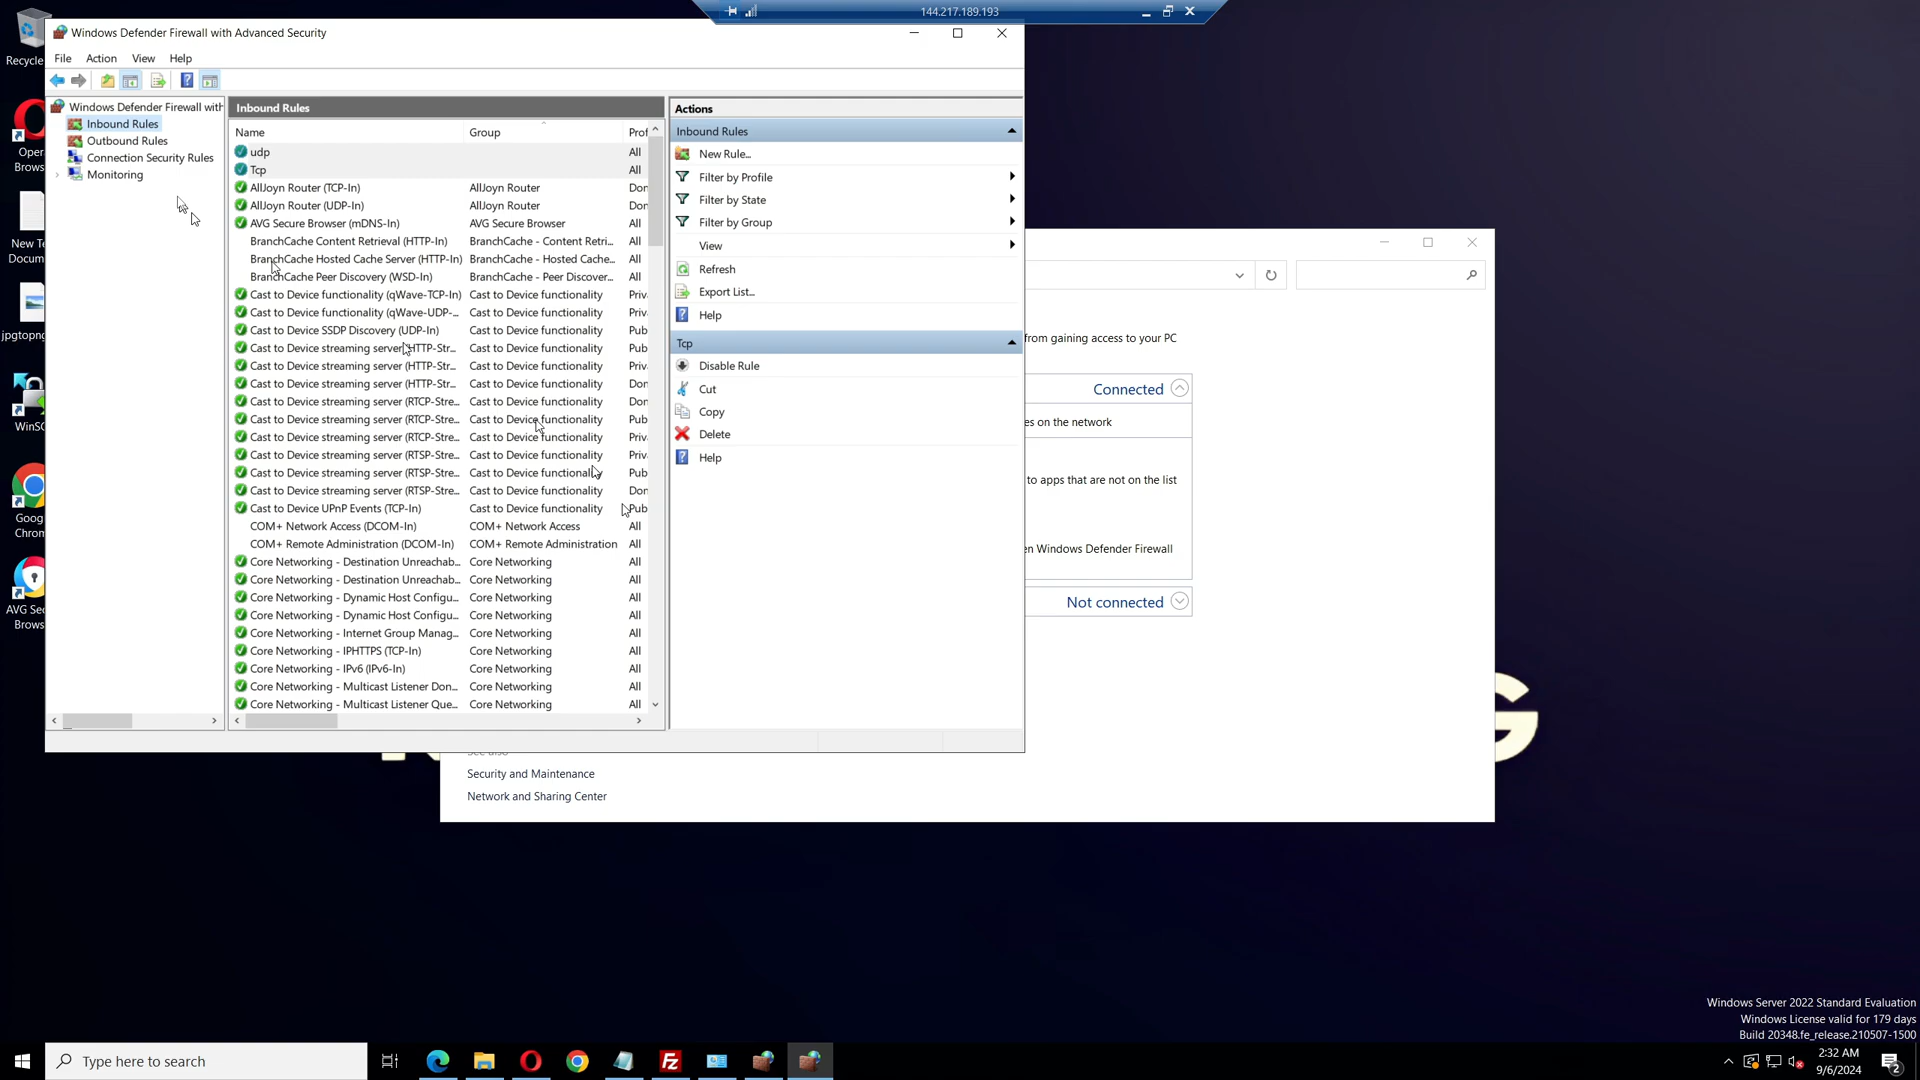 144.217.189.193
Recycle
Windows Defender Firewall with Advanced Security
File Action View Help
Windows Defender Firewall with
Inbound Rules
Outbound Rules
Connection Security Rules
Monitoring
Inbound Rules
Name Group Prof
udp All
Tcp All
AllJoyn Router (TCP-In) AllJoyn Router Don
AllJoyn Router (UDP-In) AllJoyn Router Don
AVG Secure Browser (mDNS-In) AVG Secure Browser All
BranchCache Content Retrieval (HTTP-In) BranchCache - Content Retri... All
BranchCache Hosted Cache Server (HTTP-In) BranchCache - Hosted Cache... All
BranchCache Peer Discovery (WSD-In) BranchCache - Peer Discover... All
Cast to Device functionality (qWave-TCP-In) Cast to Device functionality Priv
Cast to Device functionality (qWave-UDP-... Cast to Device functionality Priv
Cast to Device SSDP Discovery (UDP-In) Cast to Device functionality Pub
Cast to Device streaming server (HTTP-Str... Cast to Device functionality Pub
Cast to Device streaming server (HTTP-Str... Cast to Device functionality Priv
Cast to Device streaming server (HTTP-Str... Cast to Device functionality Don
Cast to Device streaming server (RTCP-Stre... Cast to Device functionality Don
Cast to Device streaming server (RTCP-Stre... Cast to Device functionality Pub
Cast to Device streaming server (RTCP-Stre... Cast to Device functionality Priv
Cast to Device streaming server (RTSP-Stre... Cast to Device functionality Priv
Cast to Device streaming server (RTSP-Stre... Cast to Device functionality Pub
Cast to Device streaming server (RTSP-Stre... Cast to Device functionality Don
Cast to Device UPnP Events (TCP-In) Cast to Device functionality Pub
COM+ Network Access (DCOM-In) COM+ Network Access All
COM+ Remote Administration (DCOM-In) COM+ Remote Administration All
Core Networking - Destination Unreachab... Core Networking All
Core Networking - Destination Unreachab... Core Networking All
Core Networking - Dynamic Host Configu... Core Networking All
Core Networking - Dynamic Host Configu... Core Networking All
Core Networking - Internet Group Manag... Core Networking All
Core Networking - IPHTTPS (TCP-In) Core Networking All
Core Networking - IPv6 (IPv6-In) Core Networking All
Core Networking - Multicast Listener Don... Core Networking All
Core Networking - Multicast Listener Que... Core Networking All
Actions
Inbound Rules
New Rule...
Filter by Profile
Filter by State
Filter by Group
View
Refresh
Export List...
Help
Tcp
Disable Rule
Cut
Copy
Delete
Help
from gaining access to your PC
Connected
es on the network
to apps that are not on the list
en Windows Defender Firewall
Not connected
See also
Security and Maintenance
Network and Sharing Center
Oper
Brows
New Te
Docum
jpgtopng
WinSC
Goog
Chron
AVG Sec
Brows
G
Windows Server 2022 Standard Evaluation
Windows License valid for 179 days
Build 20348.fe_release.210507-1500
Type here to search
2:32 AM
9/6/2024
2